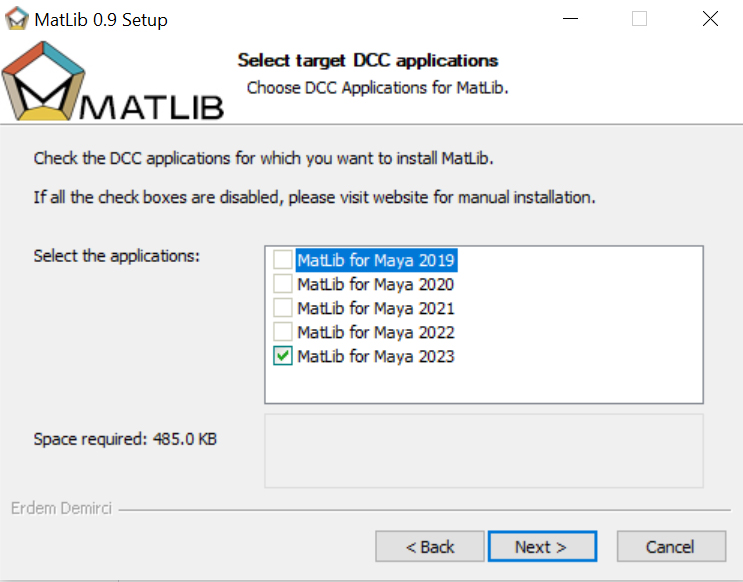 MatLib 0.9 Setup
MATLIB
Select target DCC applications
Choose DCC Applications for MatLib.
Check the DCC applications for which you want to install MatLib.
If all the check boxes are disabled, please visit website for manual installation.
Select the applications:
MatLib for Maya 2019
MatLib for Maya 2020
MatLib for Maya 2021
MatLib for Maya 2022
MatLib for Maya 2023
Space required: 485.0 KB
Erdem Demirci
< Back Next > Cancel